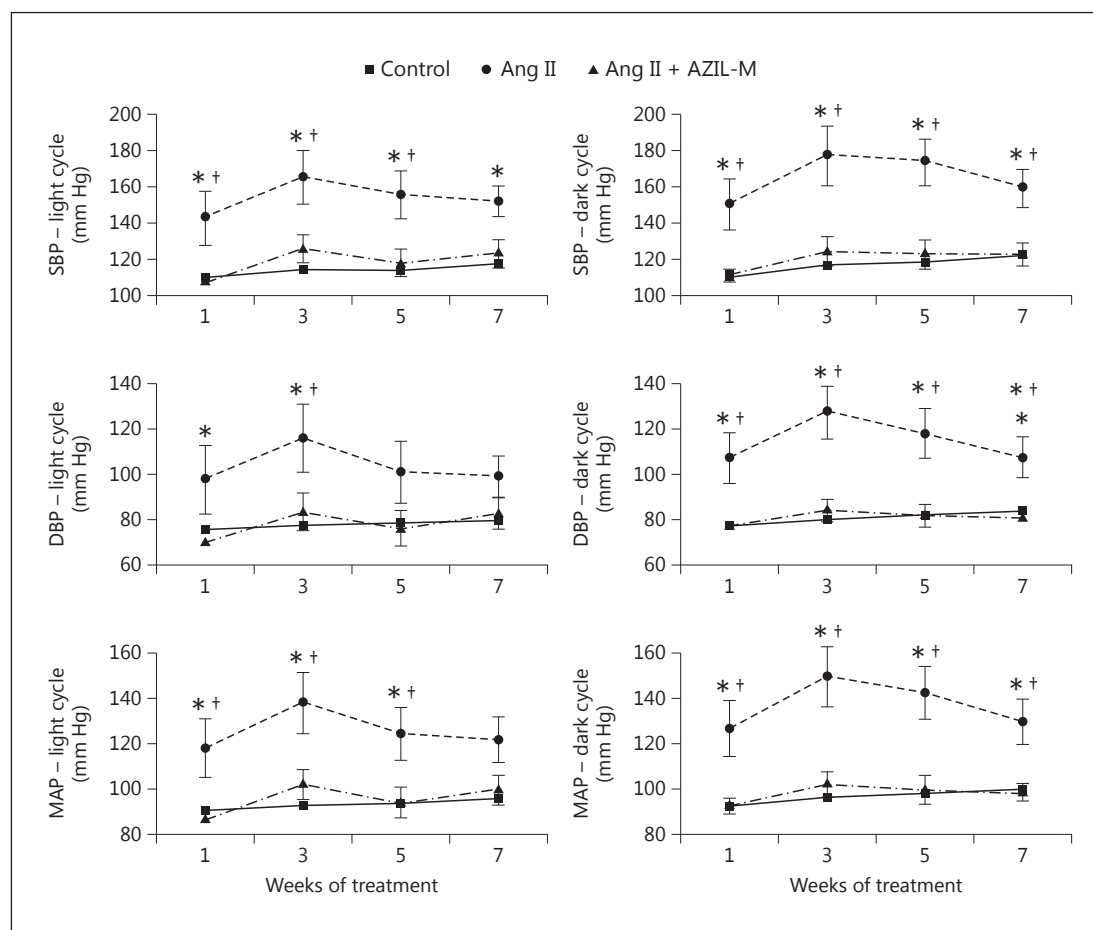 ■ Control ● Ang II ▲ Ang II + AZIL-M
SBP – light cycle
(mm Hg)
200
180
160
140
120
100
* †
* †
* †
*
1 3 5 7
SBP – dark cycle
(mm Hg)
200
180
160
140
120
100
* †
* †
* †
* †
1 3 5 7
DBP – light cycle
(mm Hg)
140
120
100
80
60
*
* †
1 3 5 7
DBP – dark cycle
(mm Hg)
140
120
100
80
60
* †
* †
* †
* †
*
1 3 5 7
MAP – light cycle
(mm Hg)
160
140
120
100
80
* †
* †
* †
1 3 5 7
Weeks of treatment
MAP – dark cycle
(mm Hg)
160
140
120
100
80
* †
* †
* †
* †
1 3 5 7
Weeks of treatment